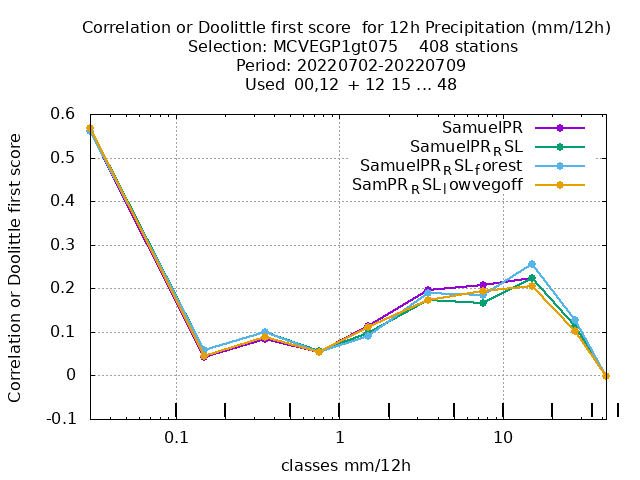 Correlation or Doolittle first score  for 12h Precipitation (mm/12h)
Selection: MCVEGP1gt075    408 stations
Period: 20220702-20220709
Used  00,12  + 12 15 ... 48
Correlation or Doolittle first score
0.6
0.5
0.4
0.3
0.2
0.1
0
-0.1
SamuelPR
SamuelPR_RSL
SamuelPR_RSL_forest
SamPR_RSL_lowvegoff
0.1
1
10
classes mm/12h